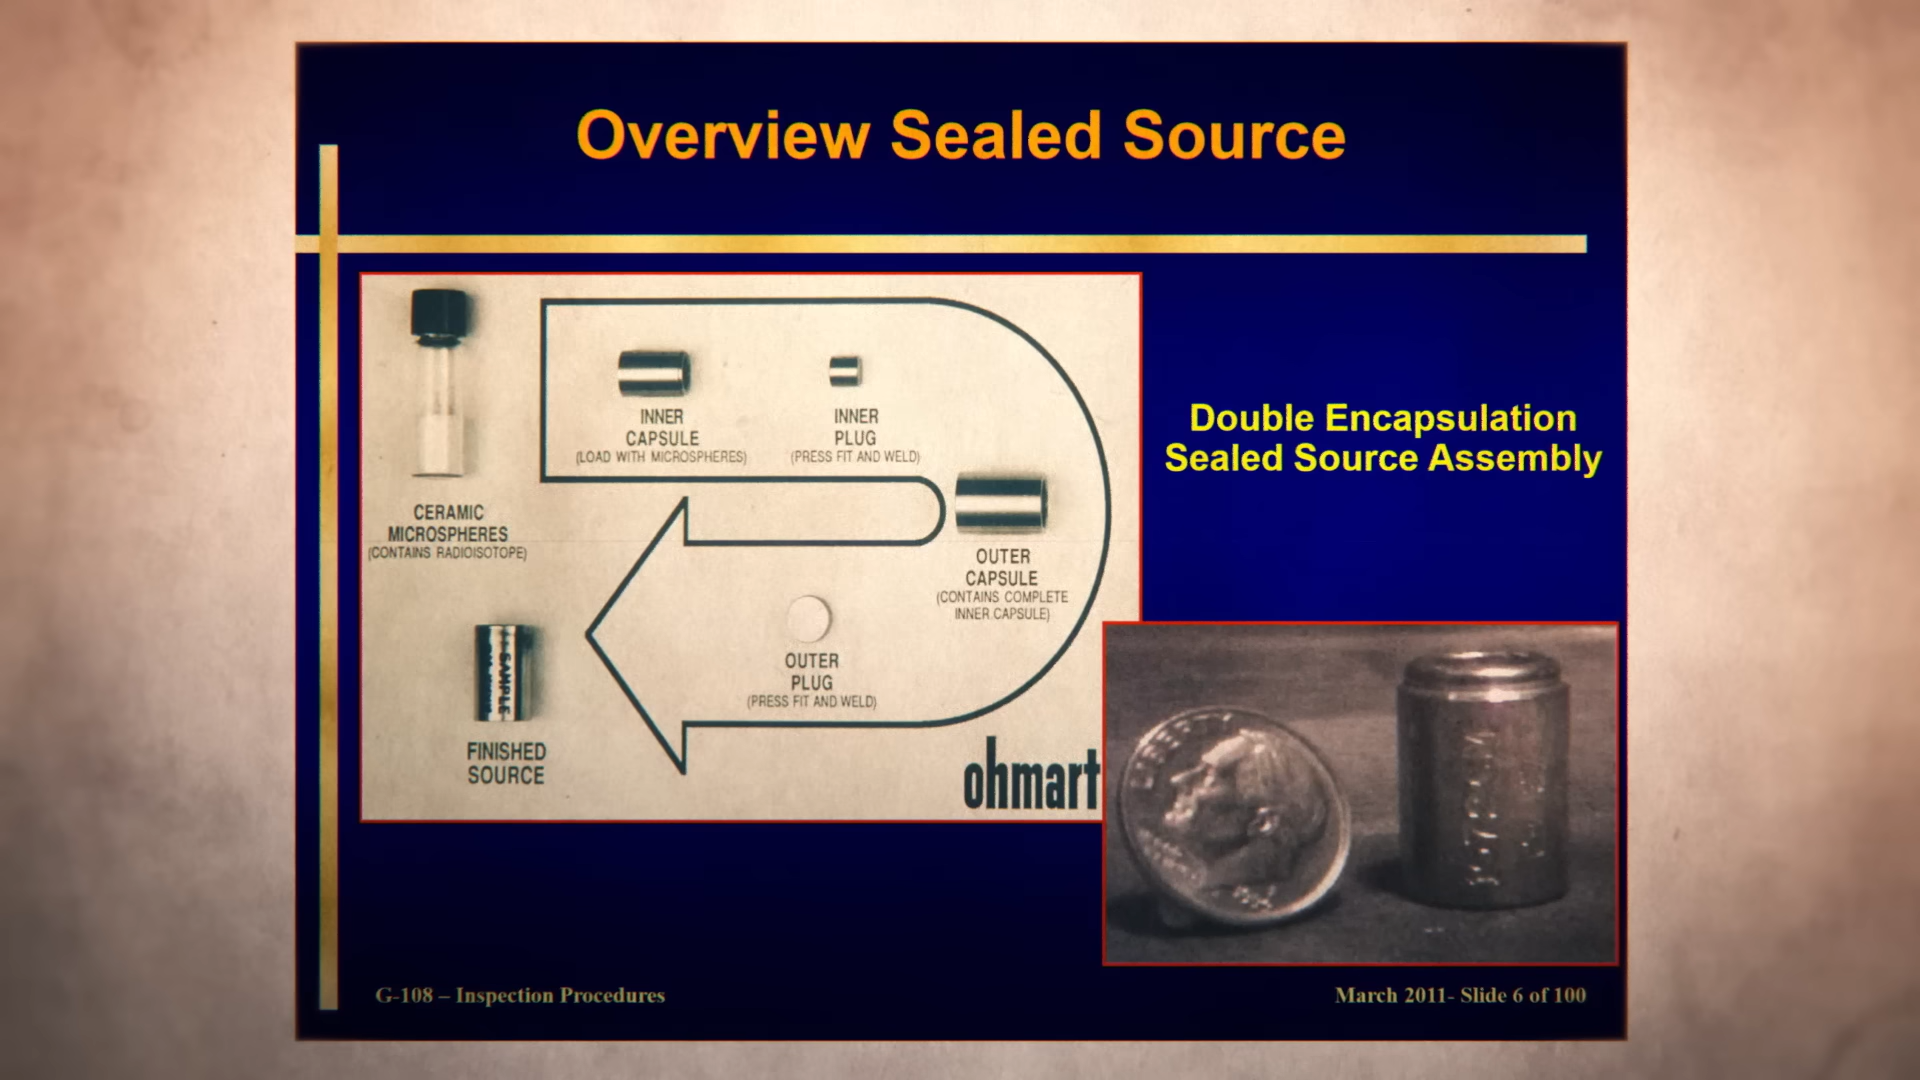 Overview Sealed Source
INNER
CAPSULE
(LOAD WITH MICROSPHERES)
INNER
PLUG
(PRESS FIT AND WELD)
Double Encapsulation
Sealed Source Assembly
CERAMIC
MICROSPHERES
(CONTAINS RADIOISOTOPE)
OUTER
CAPSULE
(CONTAINS COMPLETE
INNER CAPSULE)
OUTER
PLUG
(PRESS FIT AND WELD)
SAMPLE
FINISHED
SOURCE
ohmart
G-108 – Inspection Procedures
March 2011- Slide 6 of 100